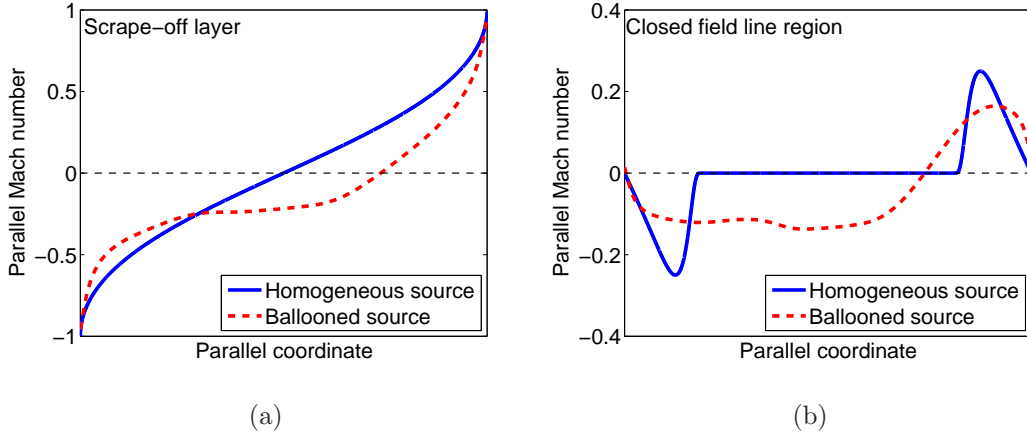 Scrape−off layer
1
0.5
0
−0.5
−1
Parallel Mach number
Parallel coordinate
Homogeneous source
Ballooned source
(a)
Closed field line region
0.4
0.2
0
−0.2
−0.4
Parallel Mach number
Parallel coordinate
Homogeneous source
Ballooned source
(b)